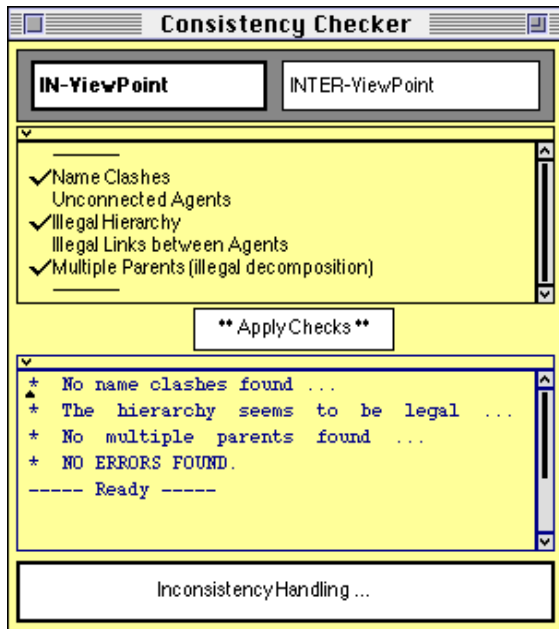 Consistency Checker
IN-ViewPoint
INTER-ViewPoint
Name Clashes
Unconnected Agents
Illegal Hierarchy
Illegal Links between Agents
Multiple Parents (illegal decomposition)
** Apply Checks **
* No name clashes found ...
* The hierarchy seems to be legal ...
* No multiple parents found ...
* NO ERRORS FOUND.
----- Ready -----
Inconsistency Handling ...